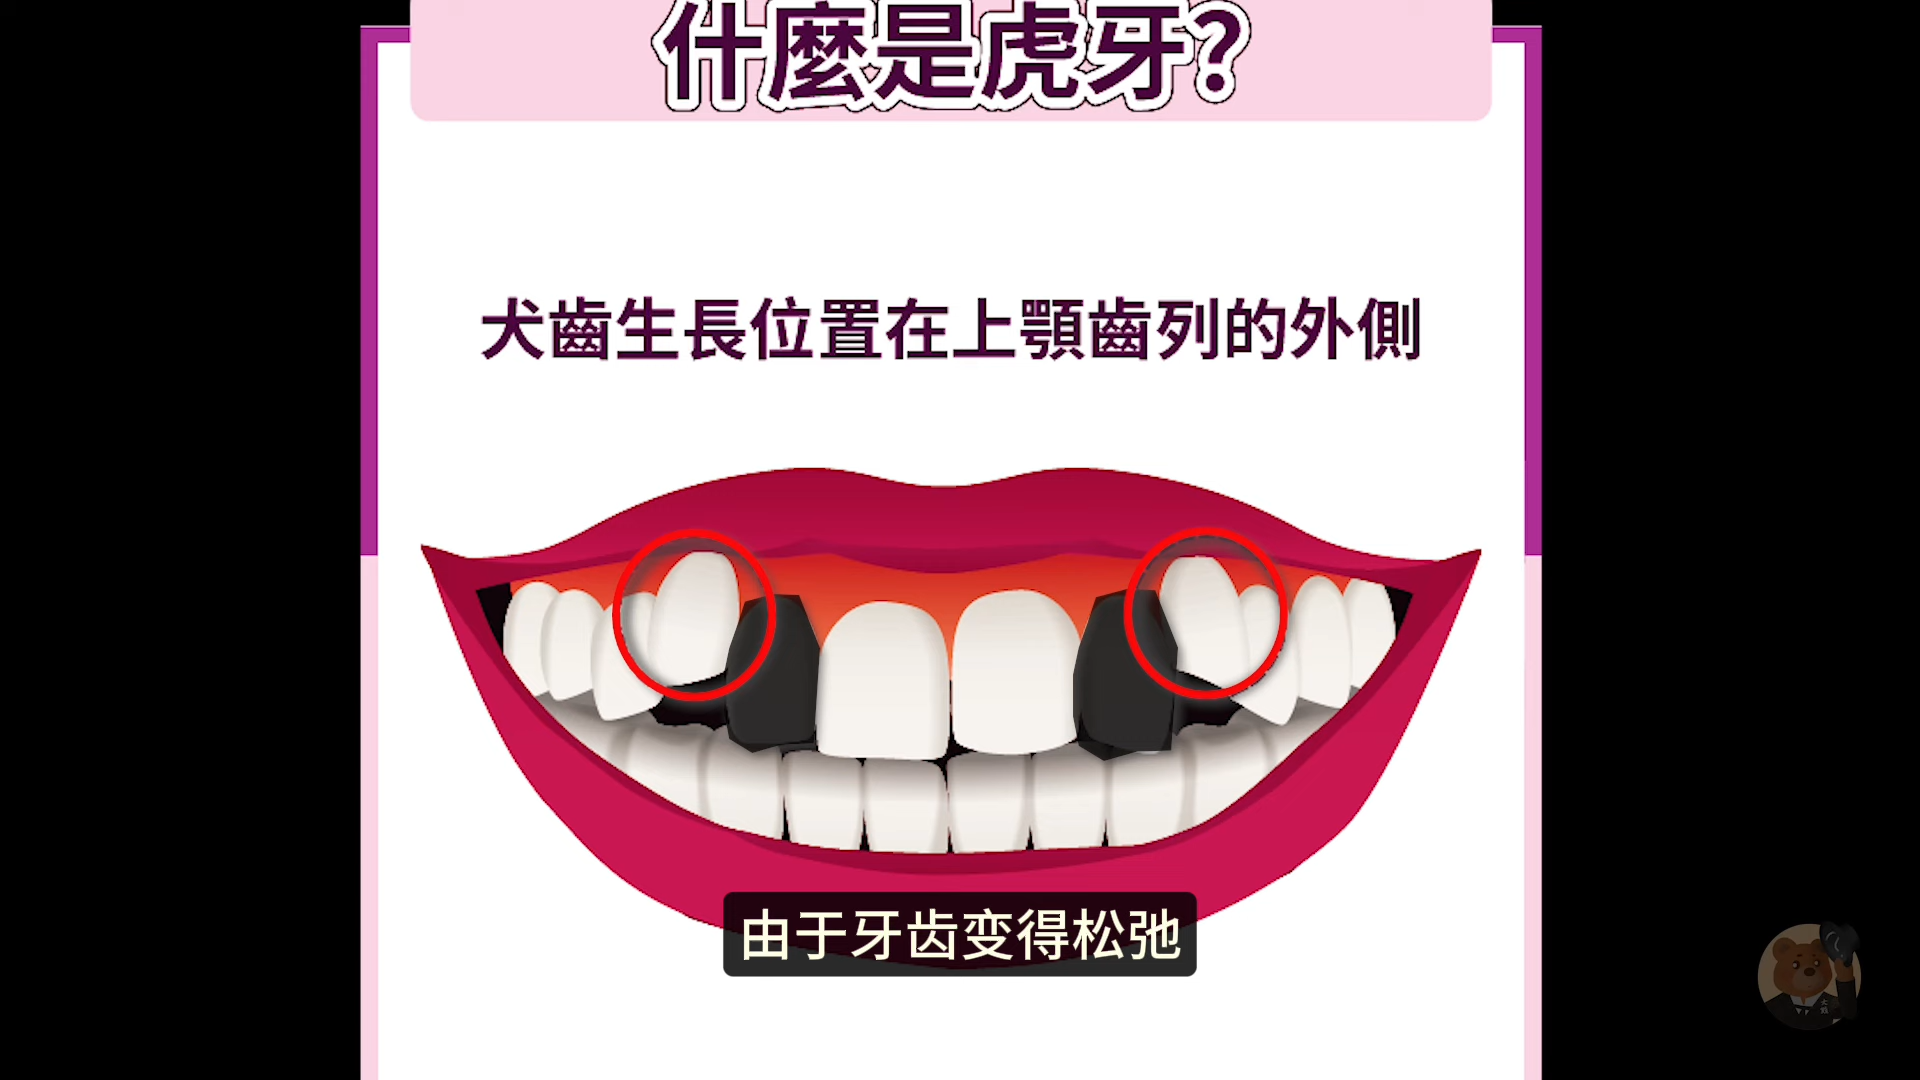 什麼是虎牙?
犬齒生長位置在上顎齒列的外側
由于牙齿变得松弛